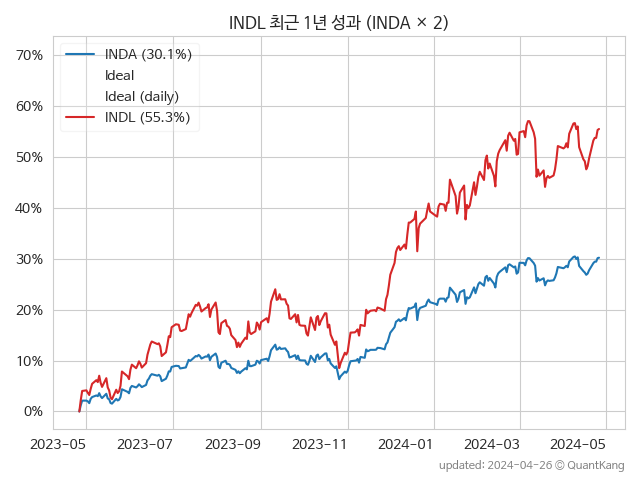 INDL 최근 1년 성과 (INDA × 2)
70%
60%
50%
40%
30%
20%
10%
0%
INDA (30.1%)
Ideal
Ideal (daily)
INDL (55.3%)
2023-05 2023-07 2023-09 2023-11 2024-01 2024-03 2024-05
updated: 2024-04-26 © QuantKang